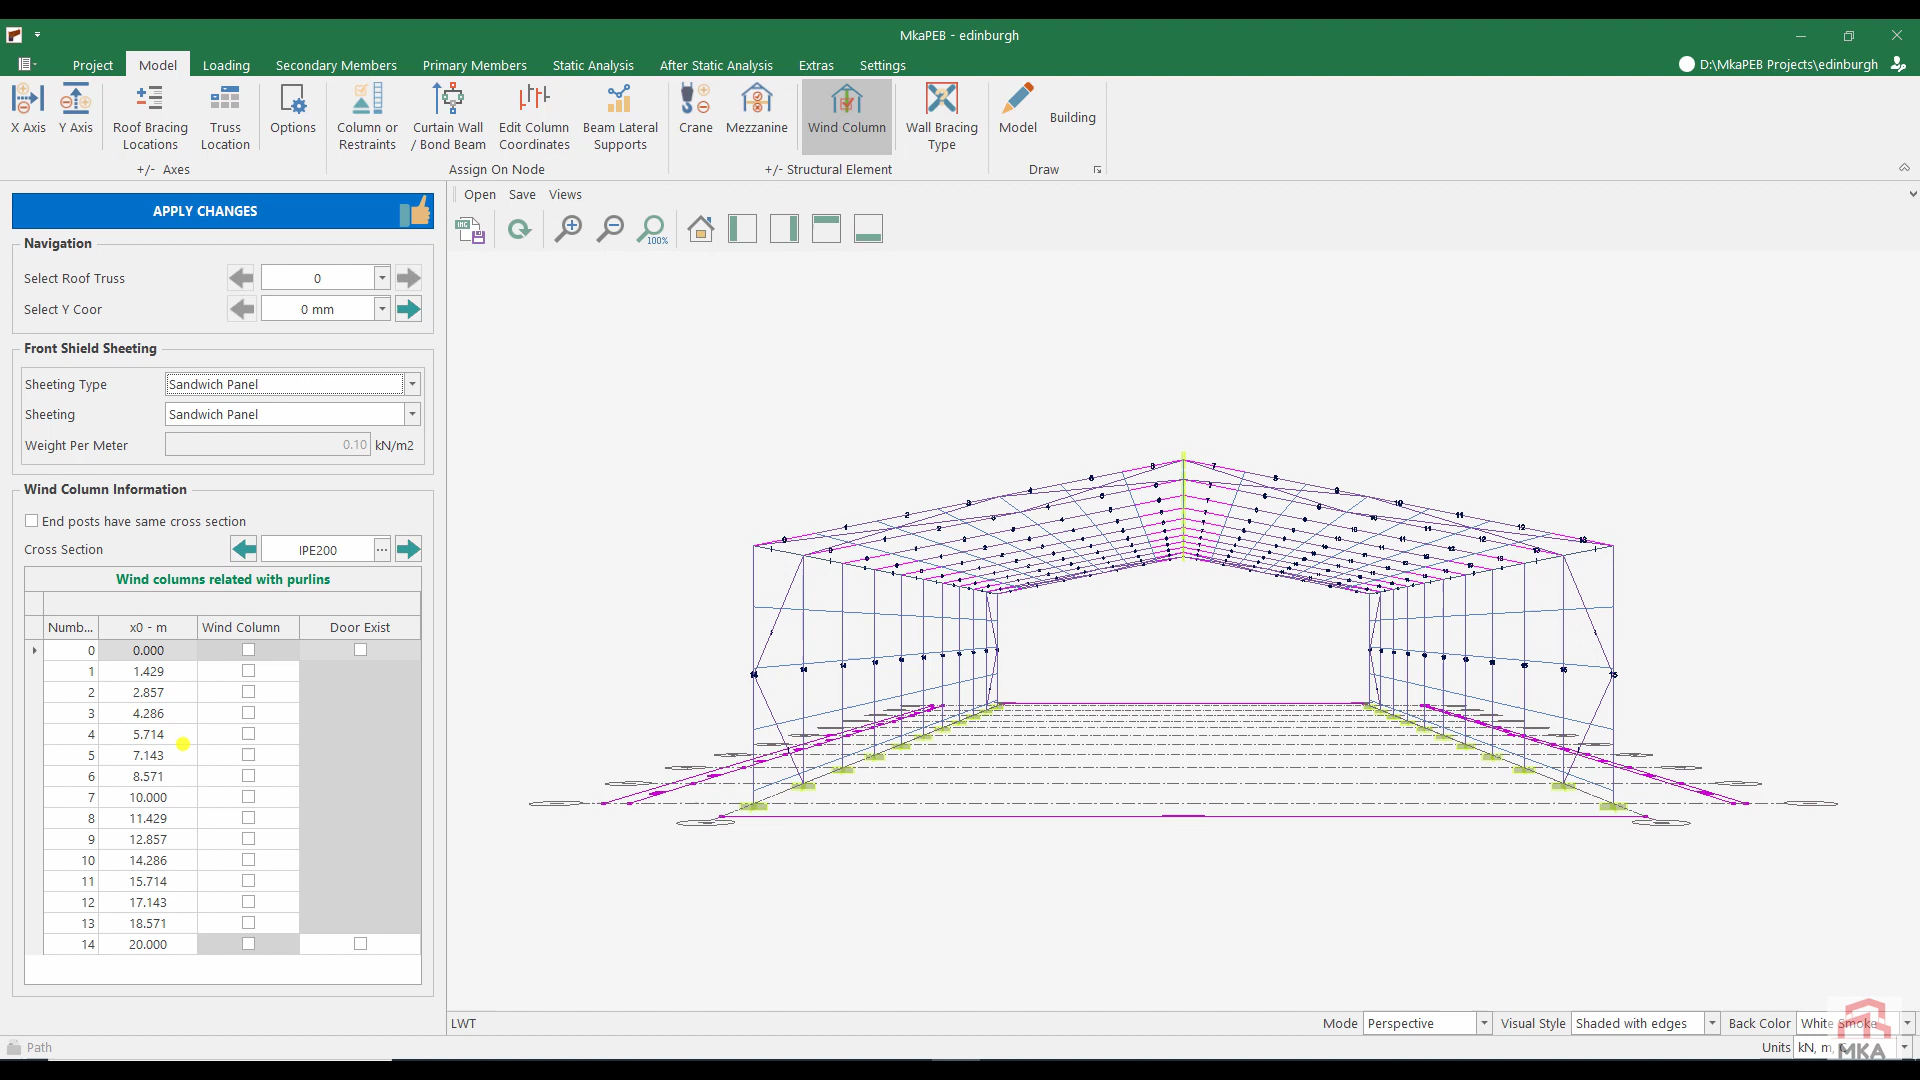 MkaPEB - edinburgh
Project Model Loading Secondary Members Primary Members Static Analysis After Static Analysis Extras Settings D:\MkaPEB Projects\edinburgh
X Axis Y Axis Roof Bracing Locations Truss Location Options Column or Restraints Curtain Wall / Bond Beam Edit Column Coordinates Beam Lateral Supports Crane Mezzanine Wind Column Wall Bracing Type Model Building
+/- Axes Assign On Node +/- Structural Element Draw
APPLY CHANGES
Open Save Views
100%
Navigation
Select Roof Truss 0
Select Y Coor 0 mm
Front Shield Sheeting
Sheeting Type Sandwich Panel
Sheeting Sandwich Panel
Weight Per Meter 0.10 kN/m2
Wind Column Information
End posts have same cross section
Cross Section IPE200 ...
Wind columns related with purlins
Numb... x0 - m Wind Column Door Exist
0 0.000
1 1.429
2 2.857
3 4.286
4 5.714
5 7.143
6 8.571
7 10.000
8 11.429
9 12.857
10 14.286
11 15.714
12 17.143
13 18.571
14 20.000
LWT Mode Perspective Visual Style Shaded with edges Back Color White Smoke
Path Units kN, m,
MKA